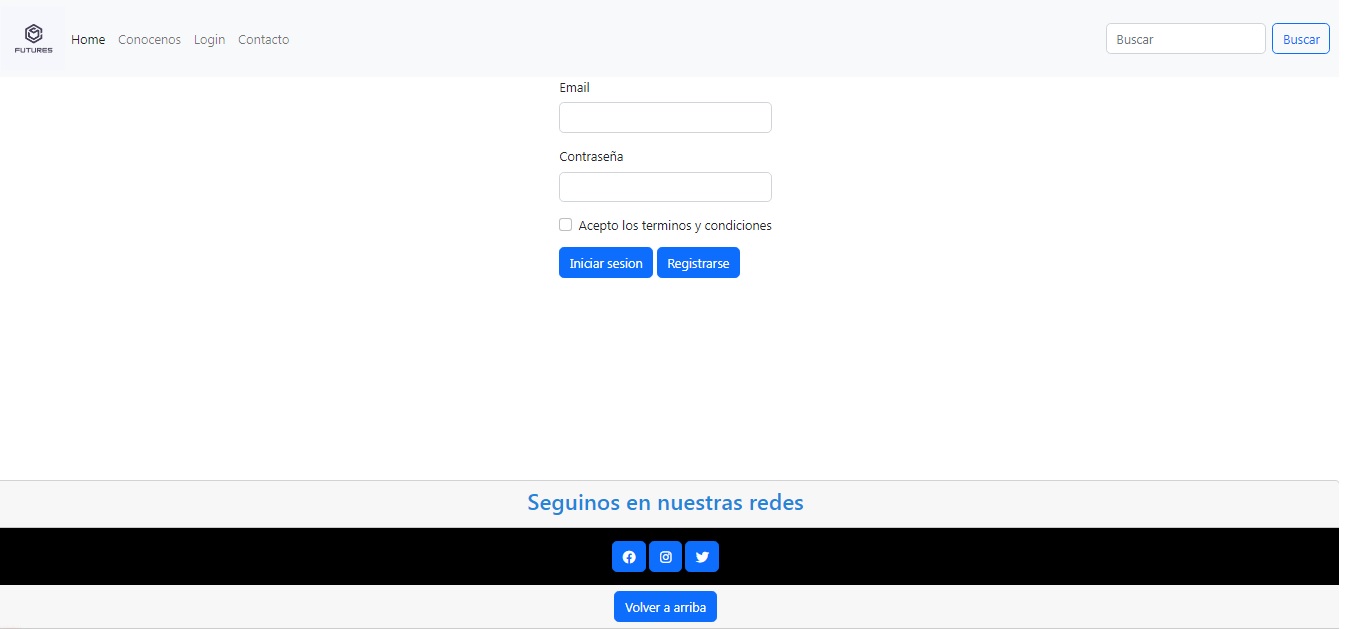 FUTURES
Home Conocenos Login Contacto
Buscar Buscar
Email
Contraseña
Acepto los terminos y condiciones
Iniciar sesion Registrarse
Seguinos en nuestras redes
Volver a arriba